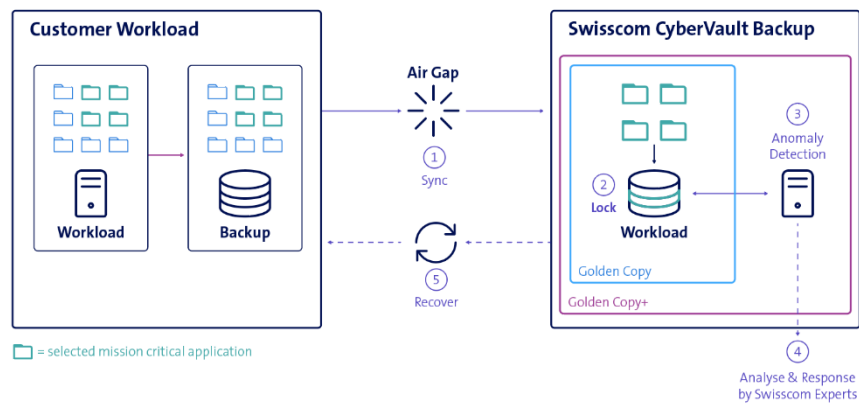 Customer Workload
Workload
Backup
Air Gap
1
Sync
5
Recover
Swisscom CyberVault Backup
2
Lock
Workload
Golden Copy
Golden Copy+
3
Anomaly
Detection
4
Analyse & Response
by Swisscom Experts
= selected mission critical application